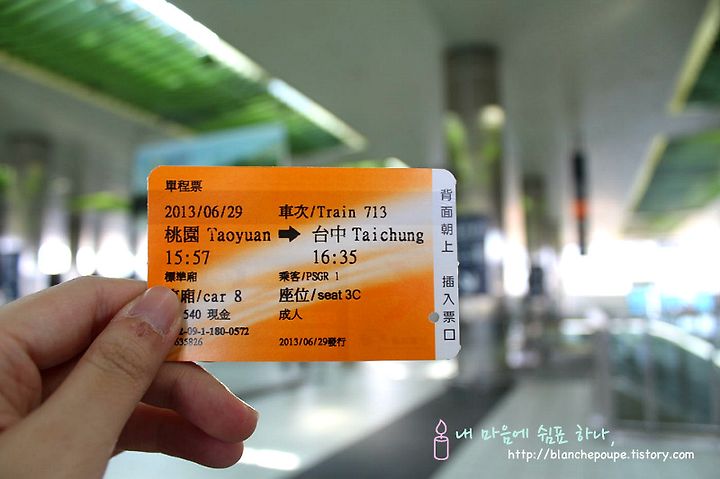 單程票
2013/06/29 車次/Train 713
桃園 Taoyuan ➡ 台中 Taichung
15:57 16:35
標準廂 乘客/PSGR 1
廂/car 8 座位/seat 3C
540 現金 成人
2-09-1-180-0572
635826 2013/06/29發行
背面朝上 插入票口
내 마음에 쉼표 하나,
http://blanchepoupe.tistory.com